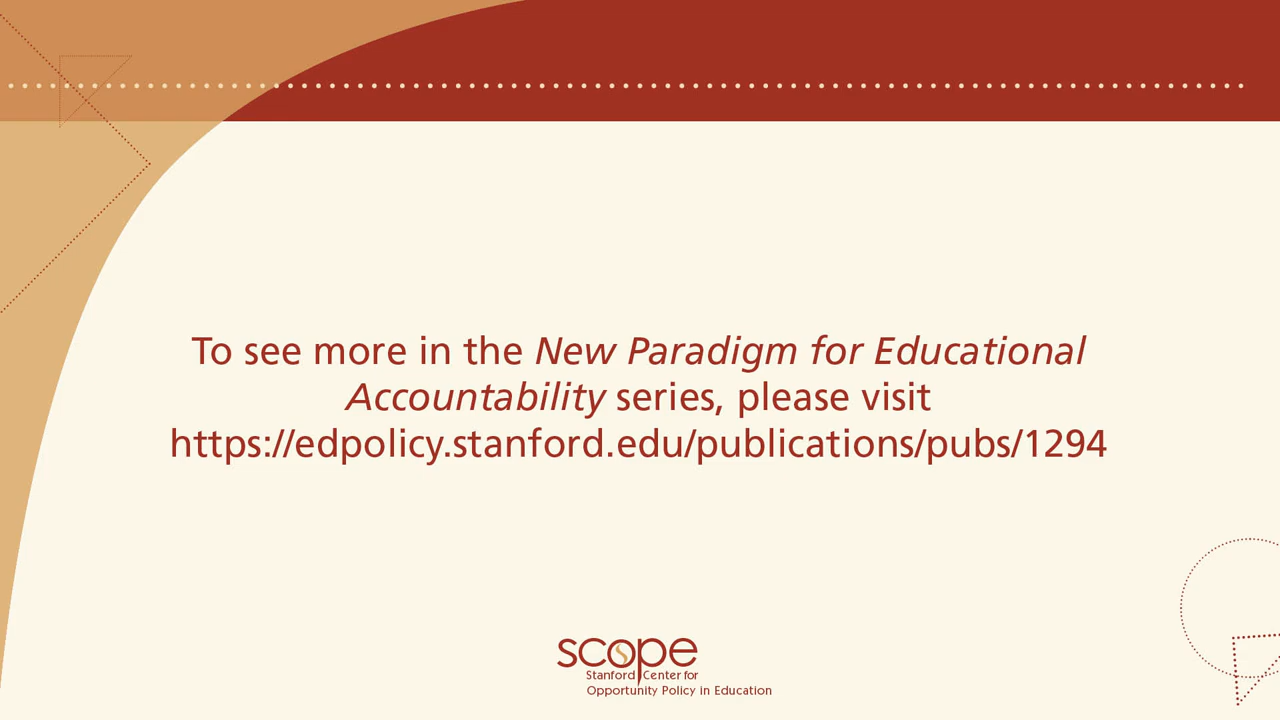 To see more in the New Paradigm for Educational
Accountability series, please visit
https://edpolicy.stanford.edu/publications/pubs/1294
scope
Stanford Center for
Opportunity Policy in Education